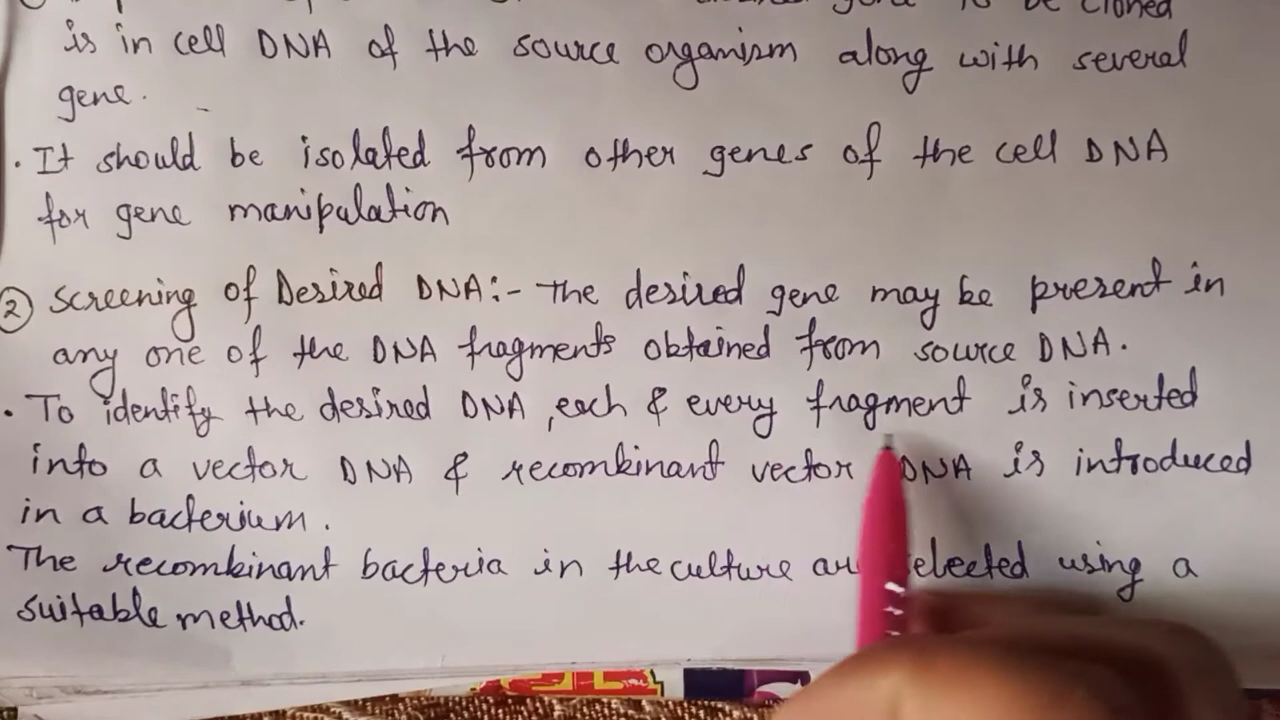 to be cloned
is in cell DNA of the source organism along with several
gene.
. It should be isolated from other genes of the cell DNA
for gene manipulation
② Screening of Desired DNA:- The desired gene may be present in
any one of the DNA fragments obtained from source DNA.
. To identify the desired DNA, each & every fragment is inserted
into a vector DNA & recombinant vector DNA is introduced
in a bacterium.
The recombinant bacteria in the culture are selected using a
suitable method.